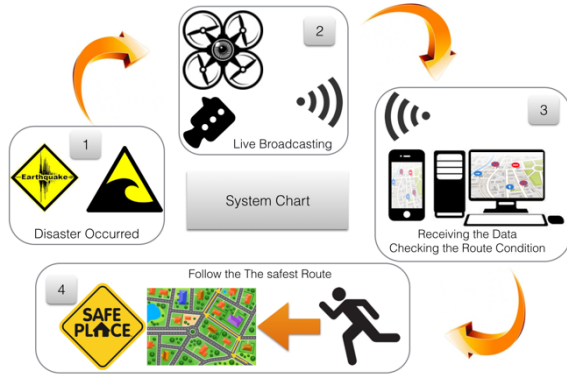 1
Earthquake
Disaster Occurred
2
Live Broadcasting
3
Receiving the Data
Checking the Route Condition
System Chart
4
Follow the The safest Route
SAFE
PLACE